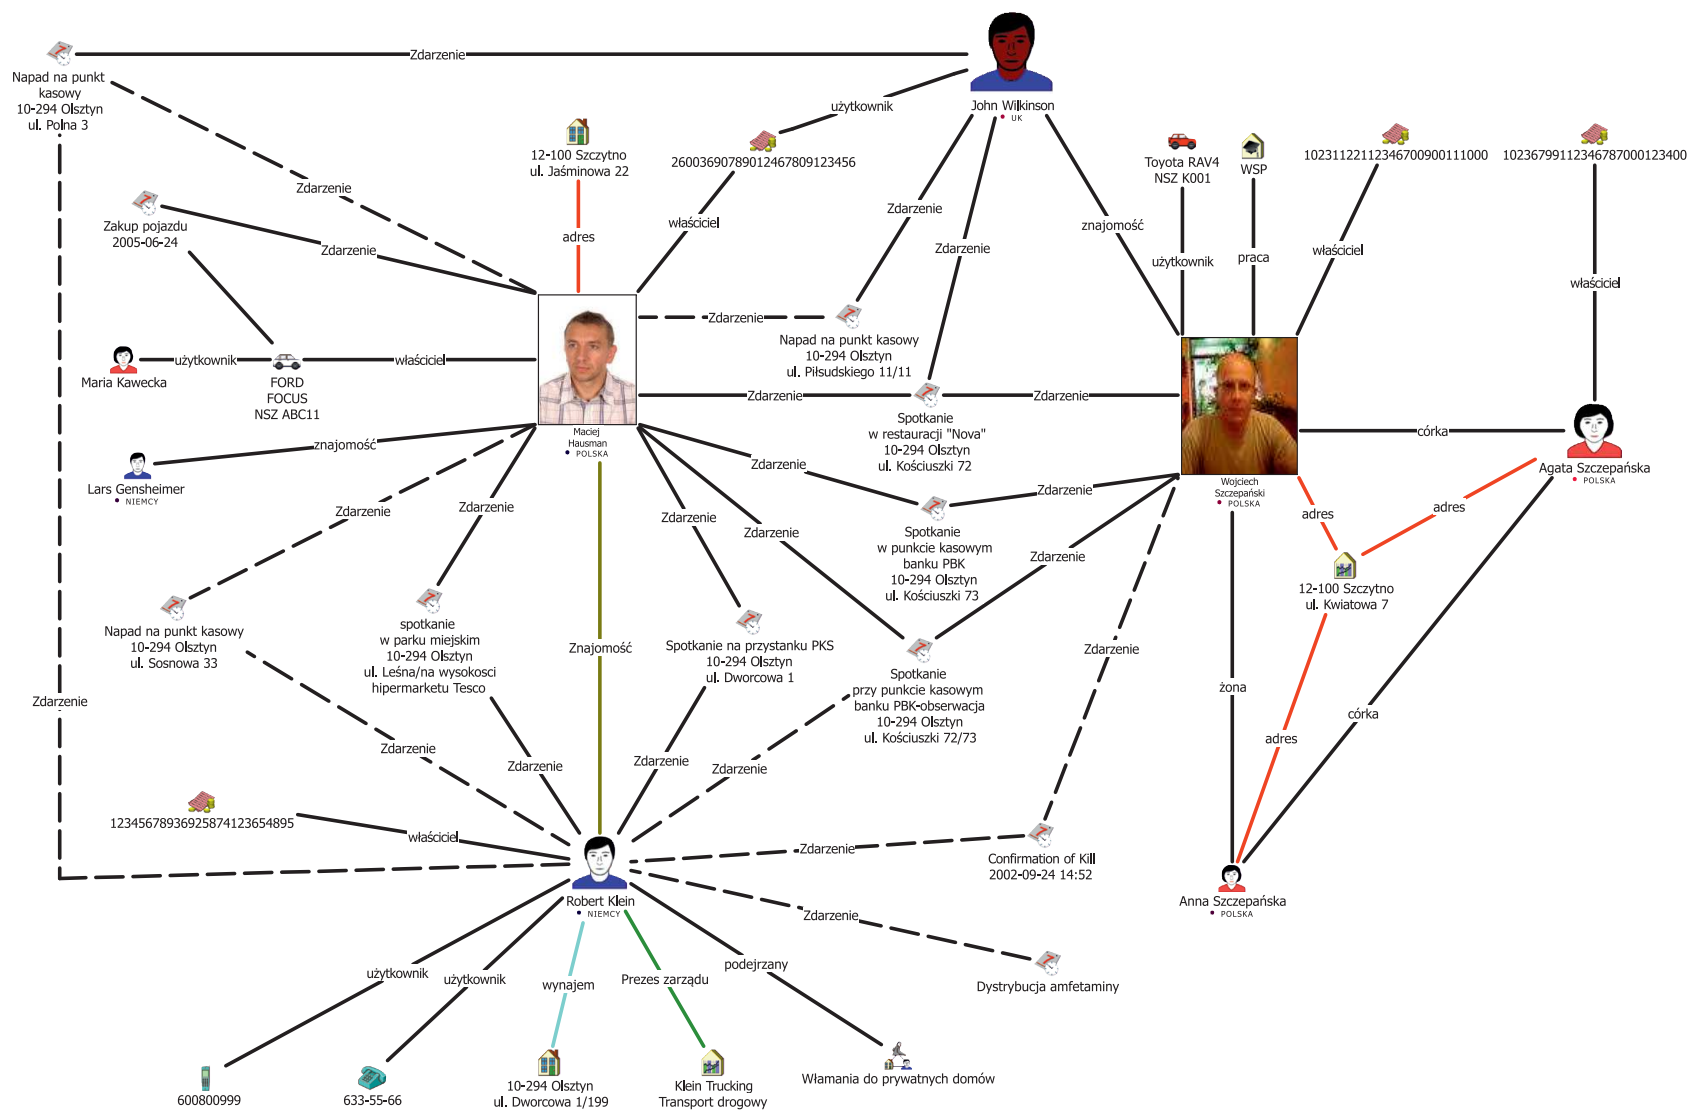 Zdarzenie
Napad na punkt
kasowy
10-294 Olsztyn
ul. Polna 3
John Wilkinson
UK
użytkownik
12-100 Szczytno
ul. Jaśminowa 22
26003690789012467809123456
Toyota RAV4
NSZ K001
WSP
10231122112346700900111000
10236799112346787000123400
Zdarzenie
Zakup pojazdu
2005-06-24
Zdarzenie
adres
właściciel
Zdarzenie
Zdarzenie
znajomość
użytkownik
praca
właściciel
właściciel
Zdarzenie
Napad na punkt kasowy
10-294 Olsztyn
ul. Piłsudskiego 11/11
Maria Kawecka
użytkownik
FORD
FOCUS
NSZ ABC11
właściciel
Zdarzenie
Zdarzenie
Spotkanie
w restauracji "Nova"
10-294 Olsztyn
ul. Kościuszki 72
Maciej
Hausman
POLSKA
znajomość
Lars Gensheimer
NIEMCY
córka
Agata Szczepańska
POLSKA
Wojciech
Szczepański
POLSKA
Zdarzenie
Zdarzenie
Zdarzenie
Zdarzenie
Zdarzenie
Zdarzenie
Spotkanie
w punkcie kasowym
banku PBK
10-294 Olsztyn
ul. Kościuszki 73
adres
adres
Zdarzenie
Zdarzenie
12-100 Szczytno
ul. Kwiatowa 7
Napad na punkt kasowy
10-294 Olsztyn
ul. Sosnowa 33
spotkanie
w parku miejskim
10-294 Olsztyn
ul. Leśna/na wysokosci
hipermarketu Tesco
Znajomość
Spotkanie na przystanku PKS
10-294 Olsztyn
ul. Dworcowa 1
Spotkanie
przy punkcie kasowym
banku PBK-obserwacja
10-294 Olsztyn
ul. Kościuszki 72/73
Zdarzenie
Zdarzenie
żona
córka
adres
Zdarzenie
Zdarzenie
Zdarzenie
Zdarzenie
12345678936925874123654895
właściciel
Zdarzenie
Confirmation of Kill
2002-09-24 14:52
Robert Klein
NIEMCY
Anna Szczepańska
POLSKA
Zdarzenie
użytkownik
użytkownik
wynajem
Prezes zarządu
podejrzany
Dystrybucja amfetaminy
600800999
633-55-66
10-294 Olsztyn
ul. Dworcowa 1/199
Klein Trucking
Transport drogowy
Włamania do prywatnych domów